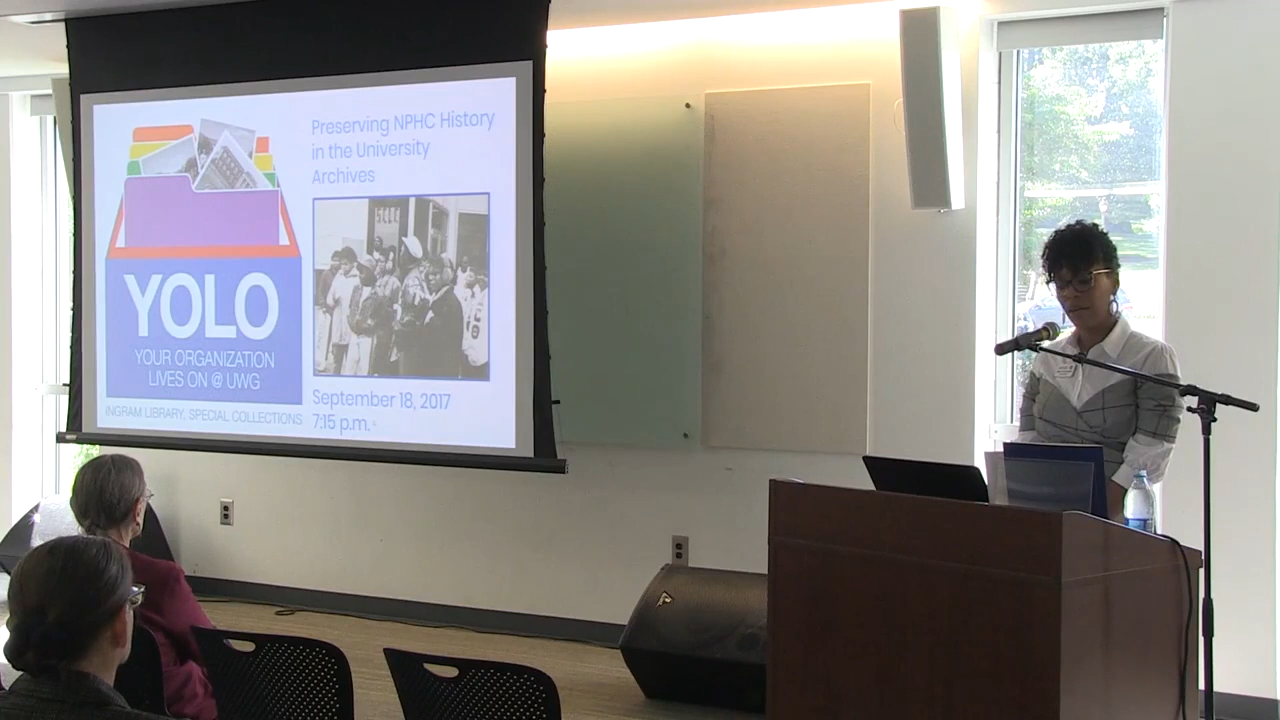 Preserving NPHC History
in the University
Archives
SCLC
YOLO
YOUR ORGANIZATION
LIVES ON @ UWG
INGRAM LIBRARY, SPECIAL COLLECTIONS
September 18, 2017
7:15 p.m.